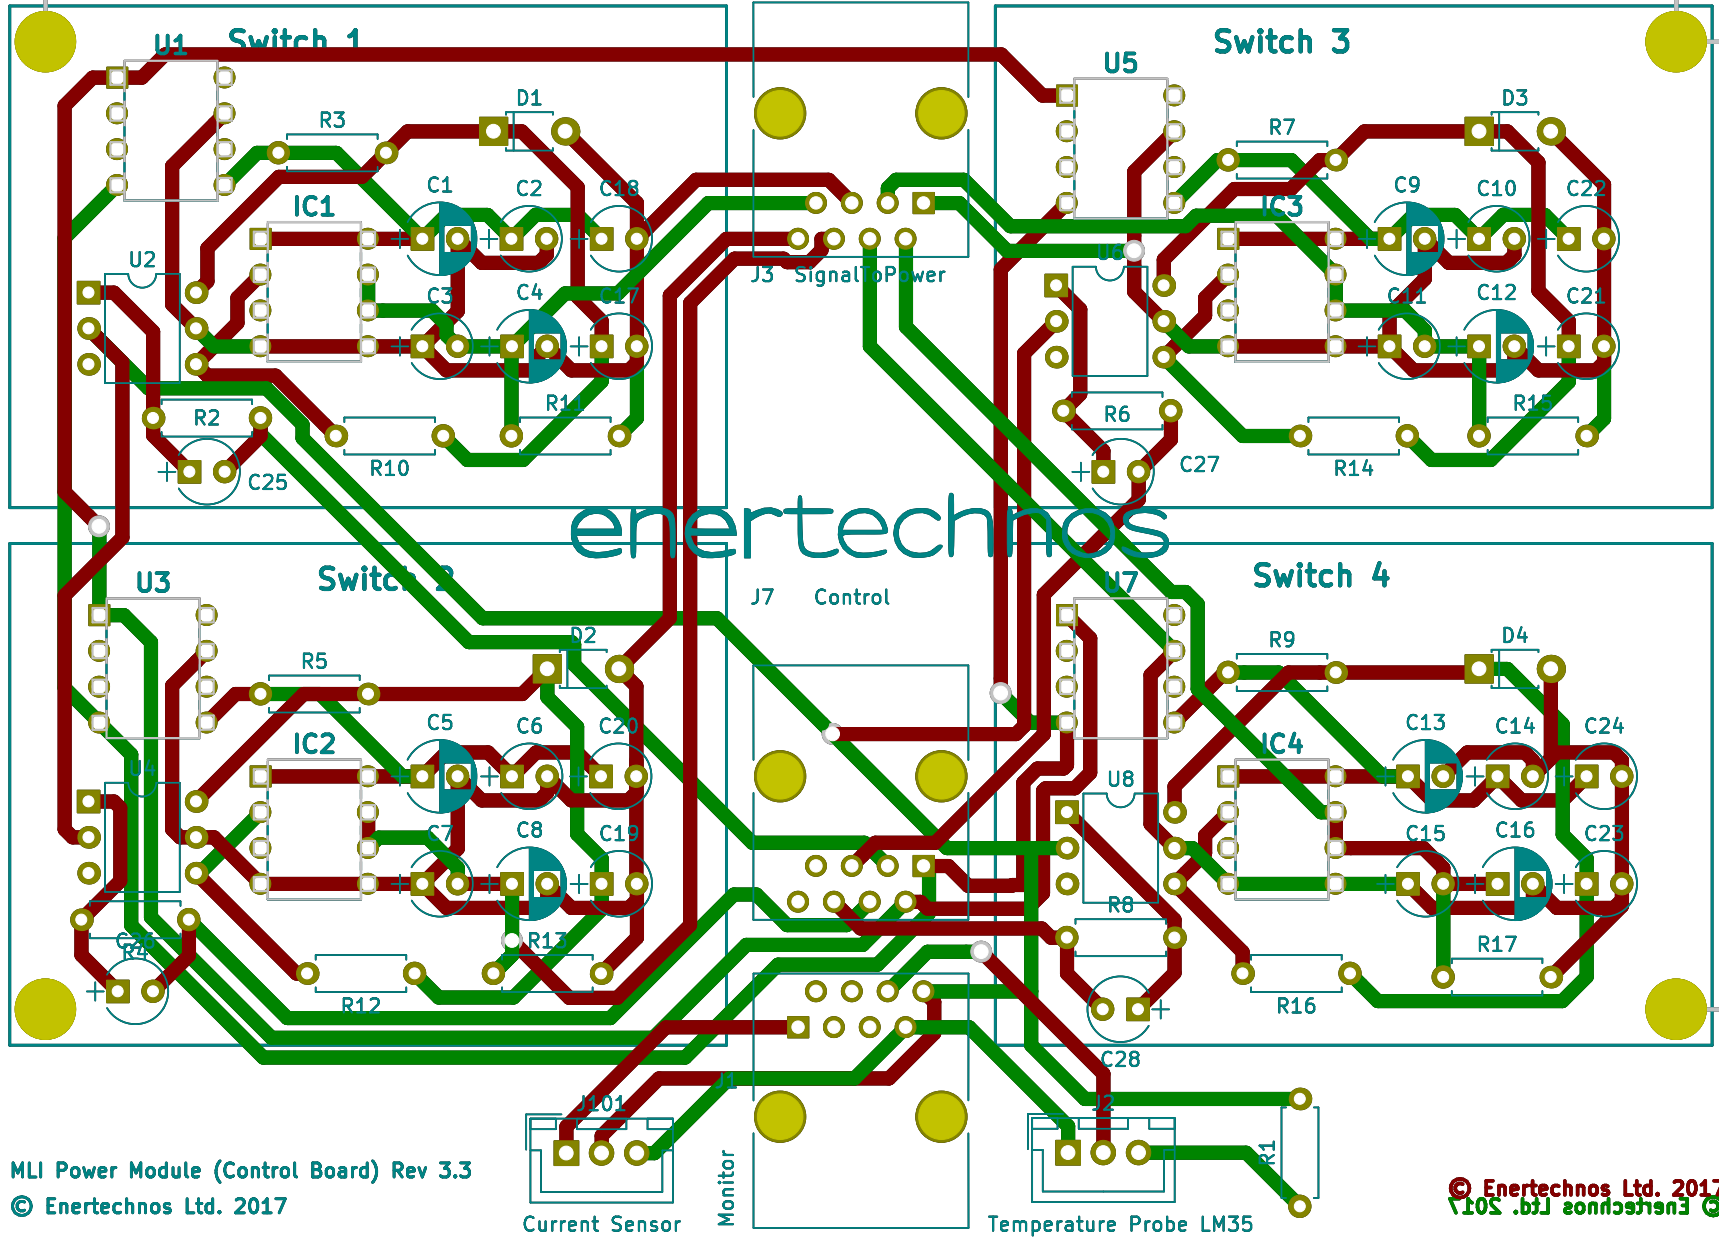 Switch 1
Switch 3
U1
U5
D1
D3
R3
R7
C1
C2
C18
C9
C10
C22
IC1
IC3
U2
J3 SignalToPower
U6
C3
C4
C17
C11
C12
C21
R2
R11
R6
R15
R10
R14
C25
C27
enertechnos
Switch 2
Switch 4
U3
U7
J7 Control
D2
D4
R5
R9
C5
C6
C20
C13
C14
C24
IC2
IC4
U4
U8
C7
C8
C19
C15
C16
C23
R8
C26
R4
R13
R17
R12
R16
C28
J1
J101
J2
R1
Monitor
MLI Power Module (Control Board) Rev 3.3
© Enertechnos Ltd. 2017
© Enertechnos Ltd. 2017
© Enertechnos Ltd. 2017
Current Sensor
Temperature Probe LM35